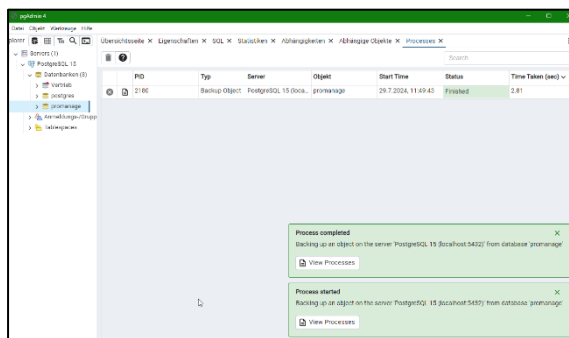 pgAdmin 4
Datei Objekt Werkzeuge Hilfe
plorer
Übersichtsseite Eigenschaften SQL Statistiken Abhängigkeiten Abhängige Objekte Processes
Servers (1)
PostgreSQL 15
Datenbanken (3)
Vertrieb
postgres
promanage
Anmeldungs-/Grupp
Tablespaces
Search
PID Typ Server Objekt Start Time Status Time Taken (sec)
2180 Backup Object PostgreSQL 15 (loca... promanage 29.7.2024, 11:49:43 Finished 2.81
Process completed
Backing up an object on the server 'PostgreSQL 15 (localhost:5432)' from database 'promanage'
View Processes
Process started
Backing up an object on the server 'PostgreSQL 15 (localhost:5432)' from database 'promanage'
View Processes